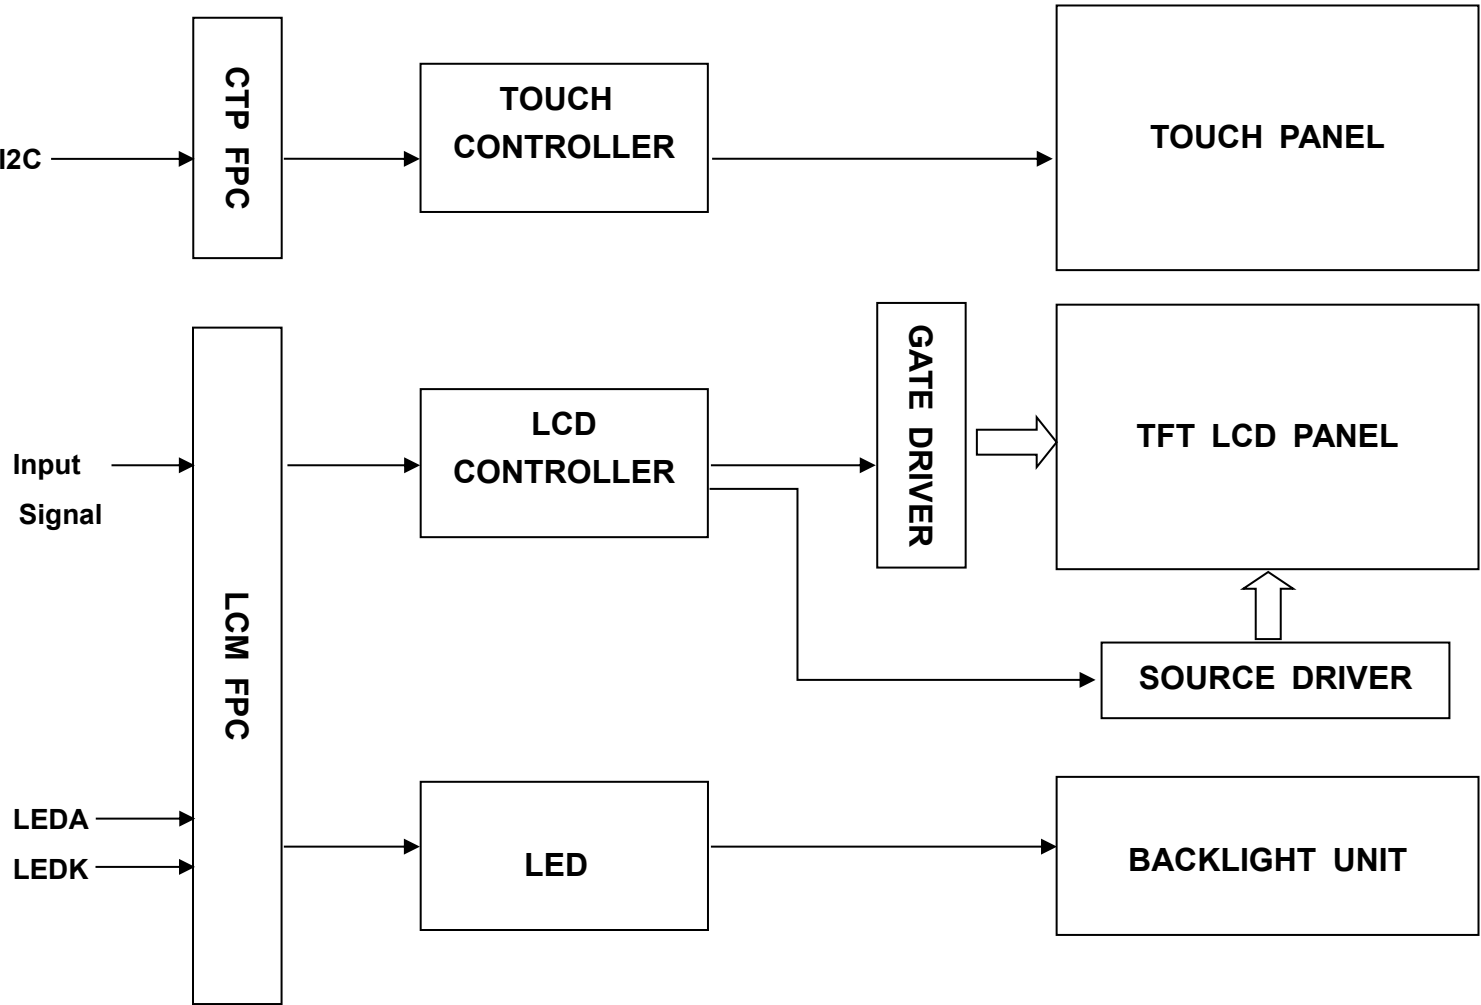 CTP FPC
TOUCH
CONTROLLER
TOUCH PANEL
I2C
GATE DRIVER
LCD
CONTROLLER
TFT LCD PANEL
Input
Signal
LCM FPC
SOURCE DRIVER
LEDA
LEDK
LED
BACKLIGHT UNIT